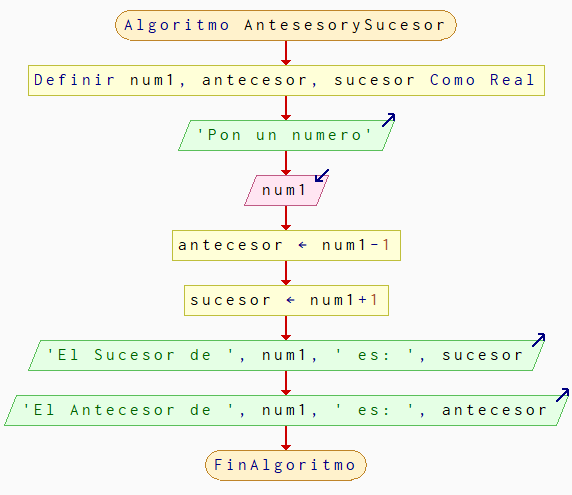 Algoritmo AntesesorySucesor
Definir num1, antecesor, sucesor Como Real
'Pon un numero'
num1
antecesor ← num1-1
sucesor ← num1+1
'El Sucesor de ', num1, ' es: ', sucesor
'El Antecesor de ', num1, ' es: ', antecesor
FinAlgoritmo